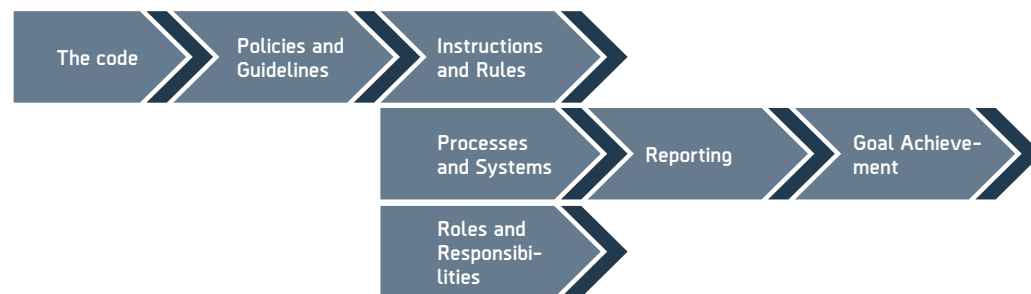 The code
Policies and
Guidelines
Instructions
and Rules
Processes
and Systems
Reporting
Goal Achieve-
ment
Roles and
Responsibi-
lities